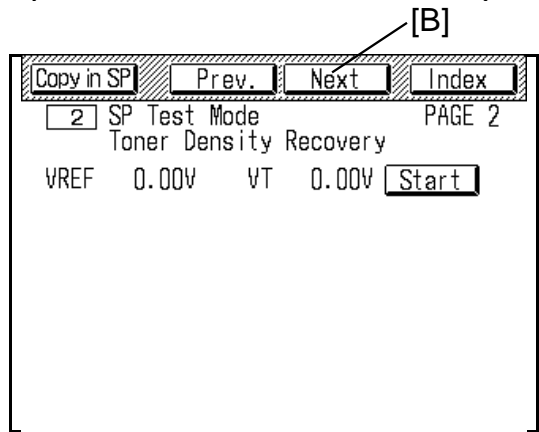 [B]
Copy in SP Prev. Next Index
2 SP Test Mode PAGE 2
Toner Density Recovery
VREF 0.00V VT 0.00V Start